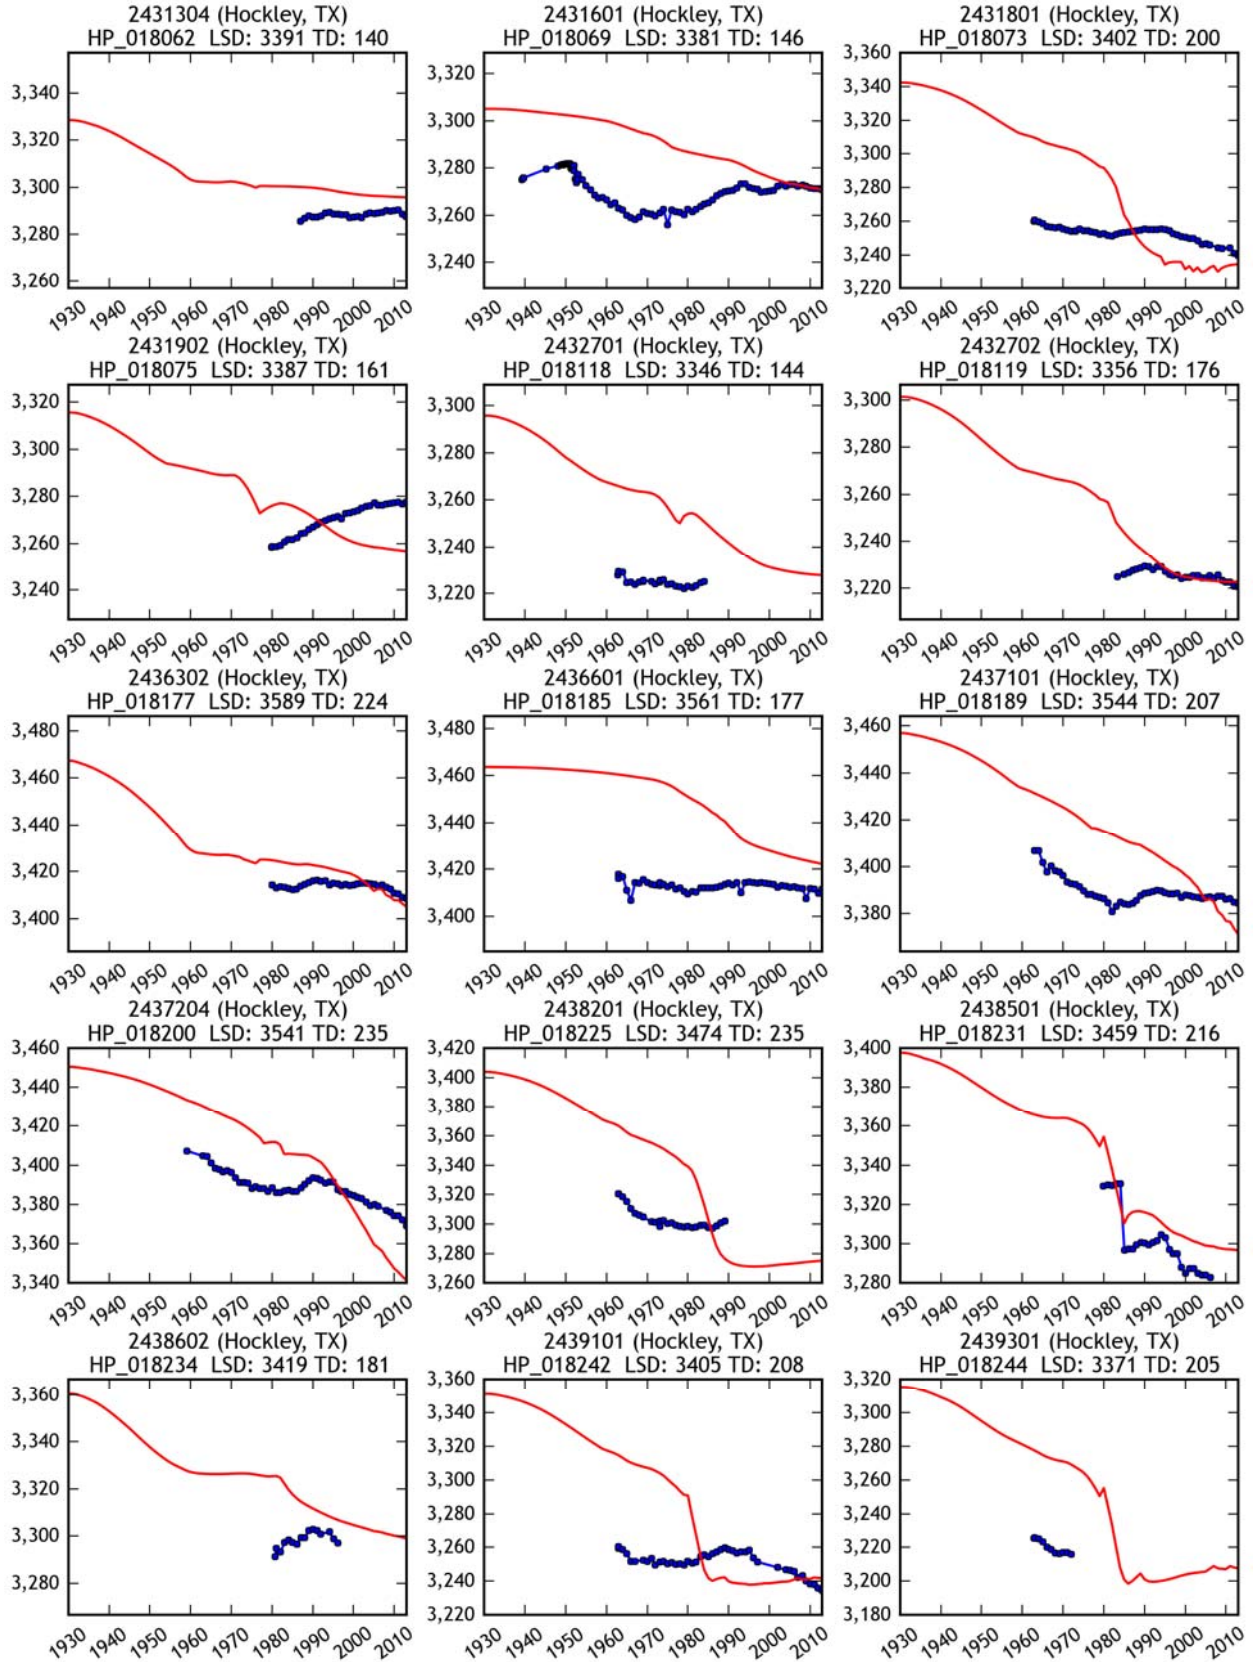 2431304 (Hockley, TX)
HP_018062 LSD: 3391 TD: 140
3,340
3,320
3,300
3,280
3,260
1930 1940 1950 1960 1970 1980 1990 2000 2010
2431601 (Hockley, TX)
HP_018069 LSD: 3381 TD: 146
3,320
3,300
3,280
3,260
3,240
1930 1940 1950 1960 1970 1980 1990 2000 2010
2431801 (Hockley, TX)
HP_018073 LSD: 3402 TD: 200
3,360
3,340
3,320
3,300
3,280
3,260
3,240
3,220
1930 1940 1950 1960 1970 1980 1990 2000 2010
2431902 (Hockley, TX)
HP_018075 LSD: 3387 TD: 161
3,320
3,300
3,280
3,260
3,240
1930 1940 1950 1960 1970 1980 1990 2000 2010
2432701 (Hockley, TX)
HP_018118 LSD: 3346 TD: 144
3,300
3,280
3,260
3,240
3,220
1930 1940 1950 1960 1970 1980 1990 2000 2010
2432702 (Hockley, TX)
HP_018119 LSD: 3356 TD: 176
3,300
3,280
3,260
3,240
3,220
1930 1940 1950 1960 1970 1980 1990 2000 2010
2436302 (Hockley, TX)
HP_018177 LSD: 3589 TD: 224
3,480
3,460
3,440
3,420
3,400
1930 1940 1950 1960 1970 1980 1990 2000 2010
2436601 (Hockley, TX)
HP_018185 LSD: 3561 TD: 177
3,480
3,460
3,440
3,420
3,400
1930 1940 1950 1960 1970 1980 1990 2000 2010
2437101 (Hockley, TX)
HP_018189 LSD: 3544 TD: 207
3,460
3,440
3,420
3,400
3,380
1930 1940 1950 1960 1970 1980 1990 2000 2010
2437204 (Hockley, TX)
HP_018200 LSD: 3541 TD: 235
3,460
3,440
3,420
3,400
3,380
3,360
3,340
1930 1940 1950 1960 1970 1980 1990 2000 2010
2438201 (Hockley, TX)
HP_018225 LSD: 3474 TD: 235
3,420
3,400
3,380
3,360
3,340
3,320
3,300
3,280
3,260
1930 1940 1950 1960 1970 1980 1990 2000 2010
2438501 (Hockley, TX)
HP_018231 LSD: 3459 TD: 216
3,400
3,380
3,360
3,340
3,320
3,300
3,280
1930 1940 1950 1960 1970 1980 1990 2000 2010
2438602 (Hockley, TX)
HP_018234 LSD: 3419 TD: 181
3,360
3,340
3,320
3,300
3,280
1930 1940 1950 1960 1970 1980 1990 2000 2010
2439101 (Hockley, TX)
HP_018242 LSD: 3405 TD: 208
3,360
3,340
3,320
3,300
3,280
3,260
3,240
3,220
1930 1940 1950 1960 1970 1980 1990 2000 2010
2439301 (Hockley, TX)
HP_018244 LSD: 3371 TD: 205
3,320
3,300
3,280
3,260
3,240
3,220
3,200
3,180
1930 1940 1950 1960 1970 1980 1990 2000 2010